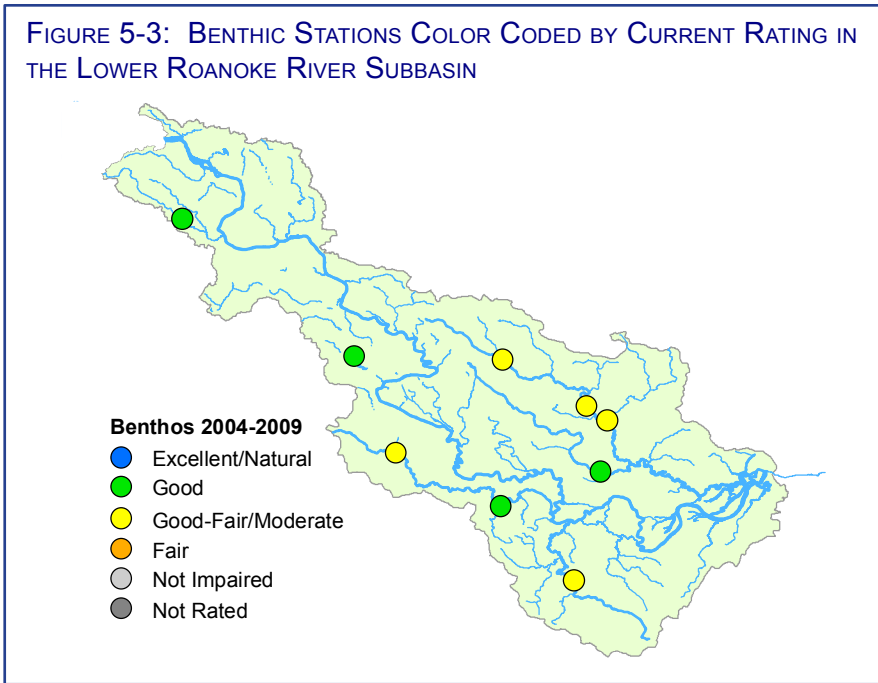 FIGURE 5-3: BENTHIC STATIONS COLOR CODED BY CURRENT RATING IN
THE LOWER ROANOKE RIVER SUBBASIN
Benthos 2004-2009
Excellent/Natural
Good
Good-Fair/Moderate
Fair
Not Impaired
Not Rated